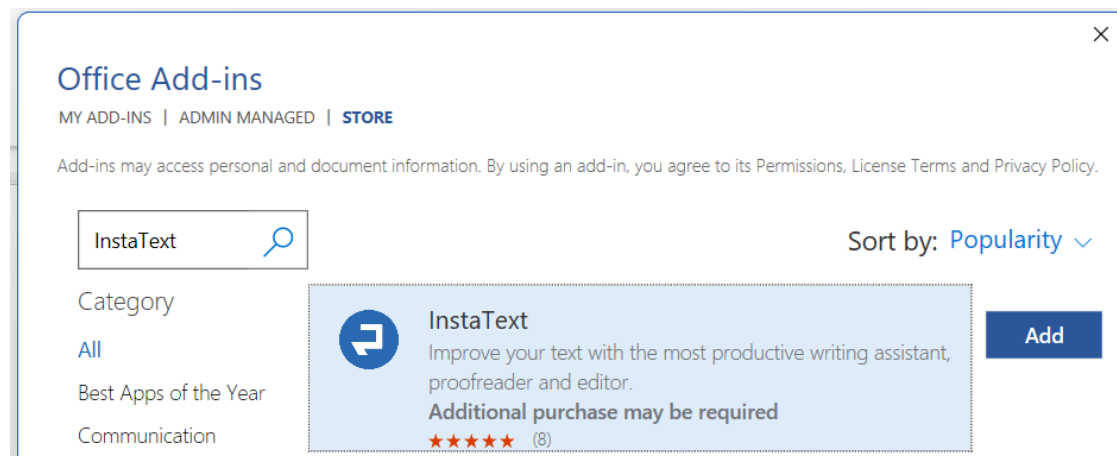 Office Add-ins
MY ADD-INS | ADMIN MANAGED | STORE
Add-ins may access personal and document information. By using an add-in, you agree to its Permissions, License Terms and Privacy Policy.
InstaText
Sort by: Popularity
Category
All
Best Apps of the Year
Communication
InstaText
Improve your text with the most productive writing assistant,
proofreader and editor.
Additional purchase may be required
(8)
Add